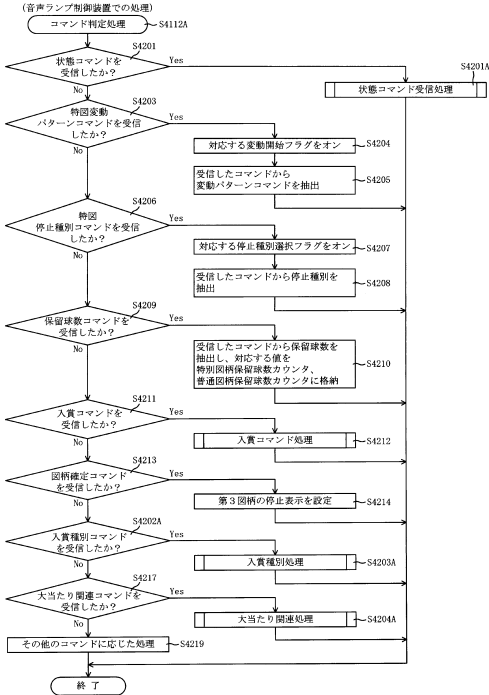 (音声ランプ制御装置での処理)
コマンド判定処理
S4112A
S4201
状態コマンドを
受信したか?
Yes
No
S4201A
状態コマンド受信処理
S4203
特図変動
パターンコマンドを受信
したか?
Yes
No
対応する変動開始フラグをオン
S4204
受信したコマンドから
変動パターンコマンドを抽出
S4205
S4206
特図
停止種別コマンドを受信
したか?
Yes
No
対応する停止種別選択フラグをオン
S4207
受信したコマンドから停止種別を
抽出
S4208
S4209
保留球数コマンドを
受信したか?
Yes
No
受信したコマンドから保留球数を
抽出し、対応する値を
特別図柄保留球数カウンタ、
普通図柄保留球数カウンタに格納
S4210
S4211
入賞コマンドを
受信したか?
Yes
No
入賞コマンド処理
S4212
S4213
図柄確定コマンド
を受信したか?
Yes
No
第3図柄の停止表示を設定
S4214
S4202A
入賞種別コマンド
を受信したか?
Yes
No
入賞種別処理
S4203A
S4217
大当たり関連コマンドを
受信したか?
Yes
No
大当たり関連処理
S4204A
その他のコマンドに応じた処理
S4219
終了